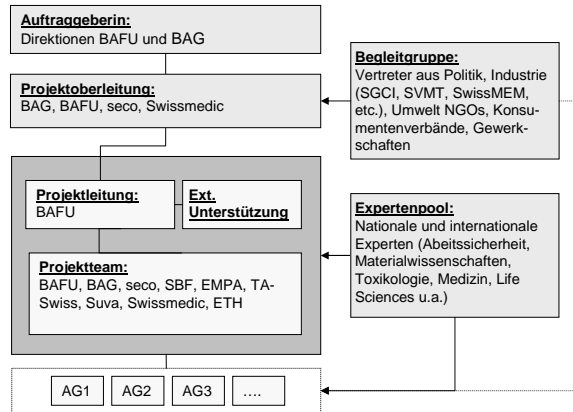 Auftraggeberin:
Direktionen BAFU und BAG
Projektoberleitung:
BAG, BAFU, seco, Swissmedic
Begleitgruppe:
Vertreter aus Politik, Industrie
(SGCI, SVMT, SwissMEM,
etc.), Umwelt NGOs, Konsu-
mentenverbände, Gewerk-
schaften
Projektleitung:
BAFU
Ext.
Unterstützung
Projektteam:
BAFU, BAG, seco, SBF, EMPA, TA-
Swiss, Suva, Swissmedic, ETH
Expertenpool:
Nationale und internationale
Experten (Abeitssicherheit,
Materialwissenschaften,
Toxikologie, Medizin, Life
Sciences u.a.)
AG1
AG2
AG3
....